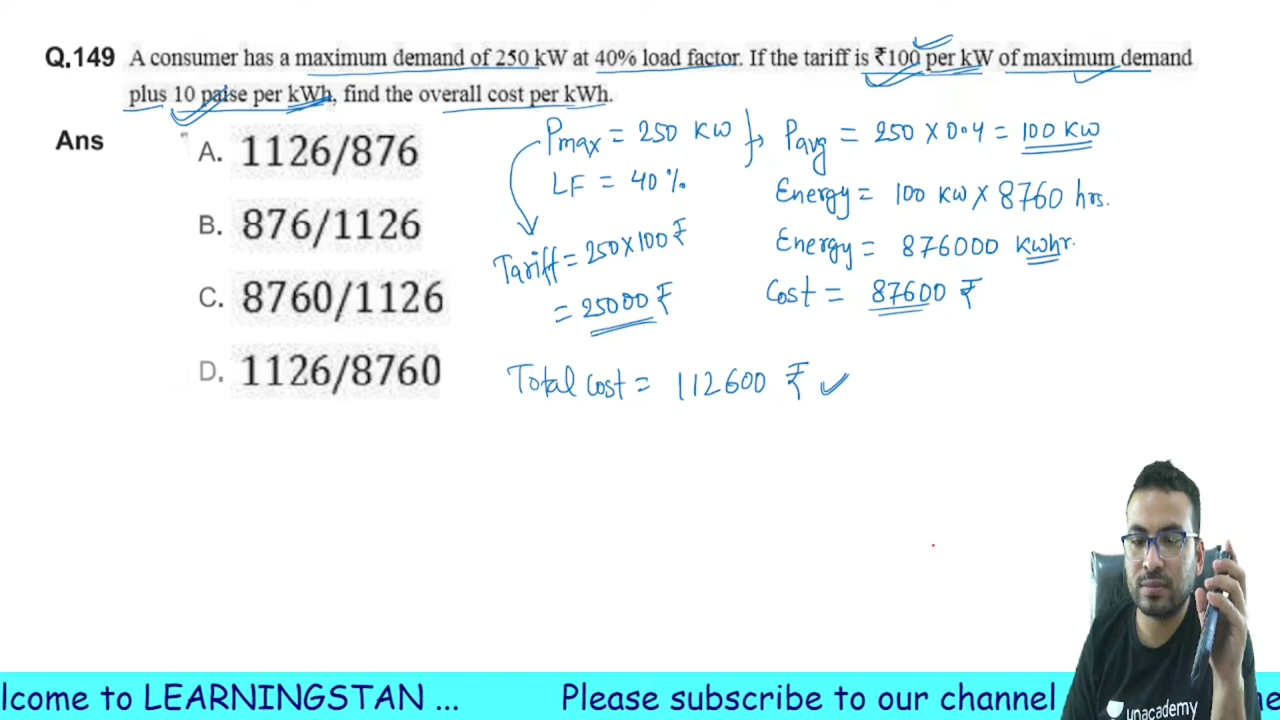 Q.149 A consumer has a maximum demand of 250 kW at 40% load factor. If the tariff is ₹100 per kW of maximum demand
plus 10 paise per kWh, find the overall cost per kWh.
Ans
A. 1126/876
B. 876/1126
C. 8760/1126
D. 1126/8760
Pmax = 250 KW
LF = 40 %
Tariff = 250 x 100 ₹
= 25000 ₹
Pavg = 250 X 0.4 = 100 KW
Energy = 100 KW X 8760 hrs.
Energy = 876000 Kwhr.
Cost = 87600 ₹
Total Cost = 112600 ₹
unacademy
lcome to LEARNINGSTAN ... Please subscribe to our channel